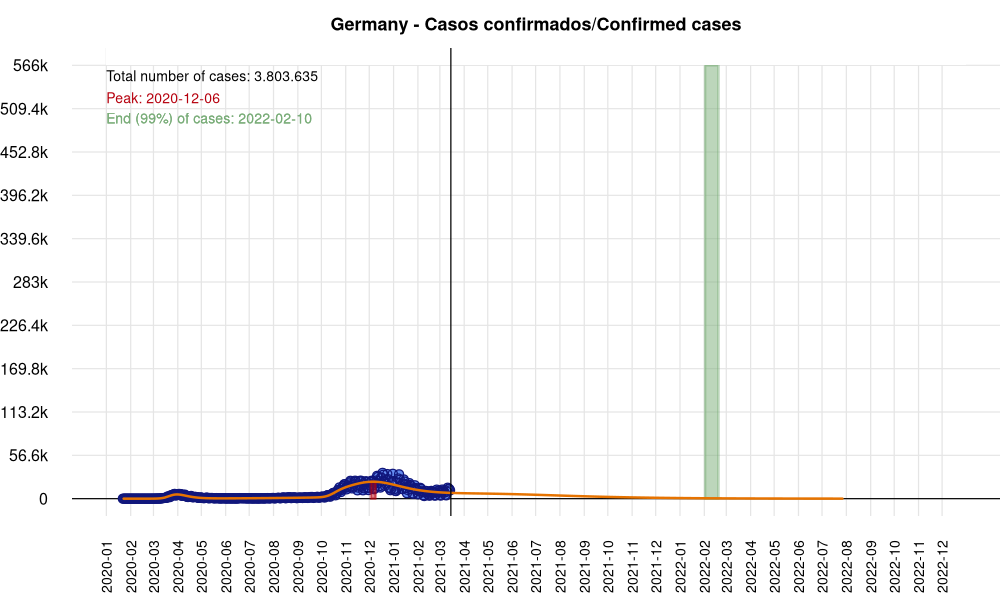 Germany - Casos confirmados/Confirmed cases
566k
Total number of cases: 3.803.635
Peak: 2020-12-06
End (99%) of cases: 2022-02-10
509.4k
452.8k
396.2k
339.6k
283k
226.4k
169.8k
113.2k
56.6k
0
2020-01
2020-02
2020-03
2020-04
2020-05
2020-06
2020-07
2020-08
2020-09
2020-10
2020-11
2020-12
2021-01
2021-02
2021-03
2021-04
2021-05
2021-06
2021-07
2021-08
2021-09
2021-10
2021-11
2021-12
2022-01
2022-02
2022-03
2022-04
2022-05
2022-06
2022-07
2022-08
2022-09
2022-10
2022-11
2022-12